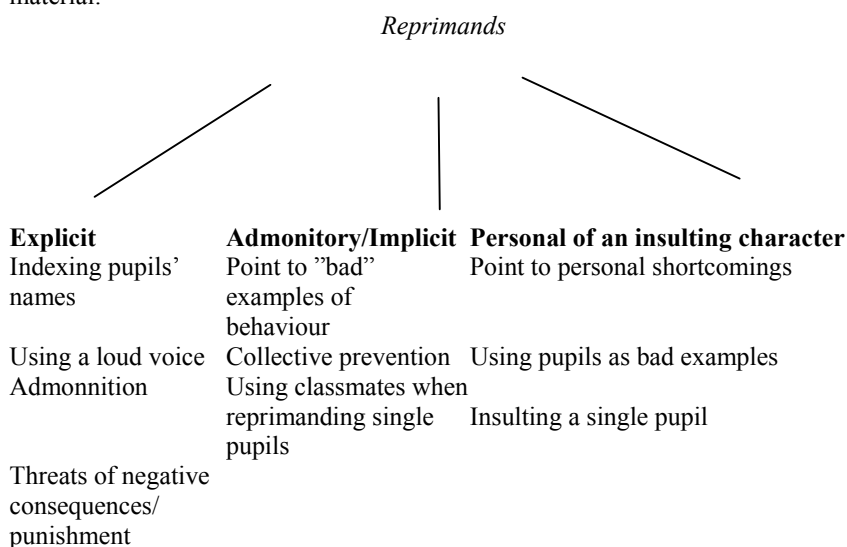 material.
Reprimands
Explicit Admonitory/Implicit Personal of an insulting character
Indexing pupils' Point to ”bad” Point to personal shortcomings
names examples of
behaviour
Using a loud voice Collective prevention Using pupils as bad examples
Admonnition Using classmates when
reprimanding single Insulting a single pupil
pupils
Threats of negative
consequences/
punishment